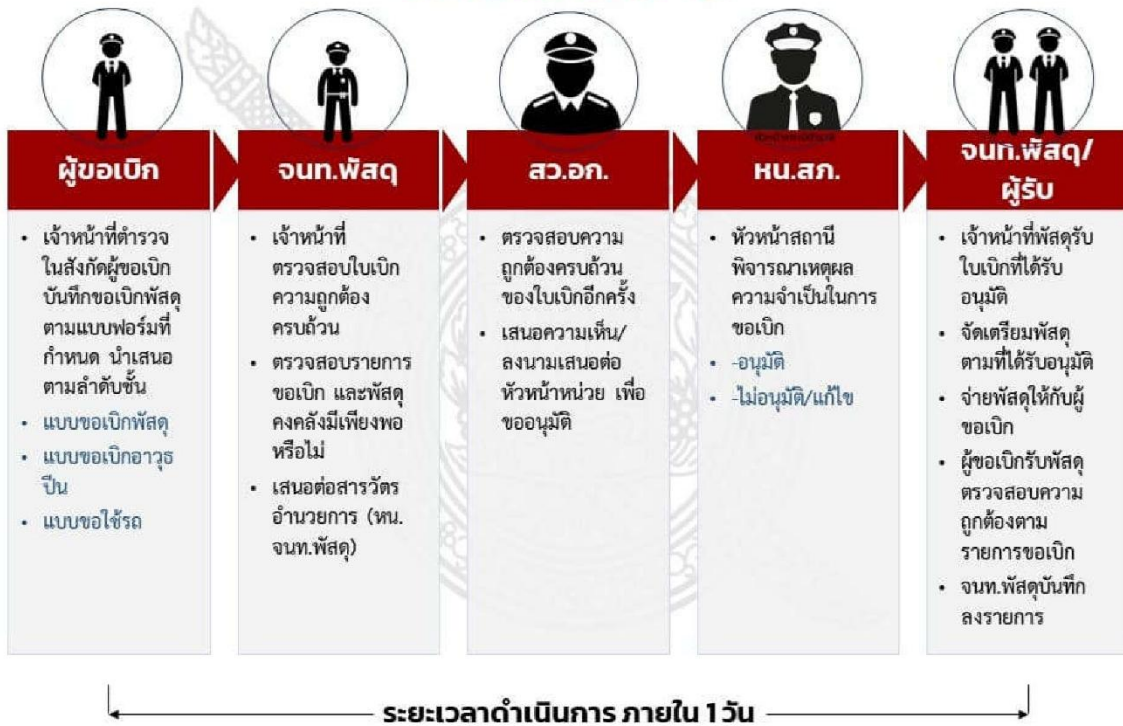 ผู้ขอเบิก
• เจ้าหน้าที่ตำรวจ
ในสังกัดผู้ขอเบิก
บันทึกขอเบิกพัสดุ
ตามแบบฟอร์มที่
กำหนด นำเสนอ
ตามลำดับชั้น
• แบบขอเบิกพัสดุ
• แบบขอเบิกอาวุธ
ปืน
• แบบขอใช้รถ
จนท.พัสดุ
• เจ้าหน้าที่
ตรวจสอบใบเบิก
ความถูกต้อง
ครบถ้วน
• ตรวจสอบรายการ
ขอเบิก และพัสดุ
คงคลังมีเพียงพอ
หรือไม่
• เสนอต่อสารวัตร
อำนวยการ (หน.
จนท.พัสดุ)
สว.อก.
• ตรวจสอบความ
ถูกต้องครบถ้วน
ของใบเบิกอีกครั้ง
• เสนอความเห็น/
ลงนามเสนอต่อ
หัวหน้าหน่วย เพื่อ
ขออนุมัติ
หน.สภ.
• หัวหน้าสถานี
พิจารณาเหตุผล
ความจำเป็นในการ
ขอเบิก
• -อนุมัติ
• -ไม่อนุมัติ/แก้ไข
จนท.พัสดุ/
ผู้รับ
• เจ้าหน้าที่พัสดุรับ
ใบเบิกที่ได้รับ
อนุมัติ
• จัดเตรียมพัสดุ
ตามที่ได้รับอนุมัติ
• จ่ายพัสดุให้กับผู้
ขอเบิก
• ผู้ขอเบิกรับพัสดุ
ตรวจสอบความ
ถูกต้องตาม
รายการขอเบิก
• จนท.พัสดุบันทึก
ลงรายการ
ระยะเวลาดำเนินการ ภายใน 1 วัน